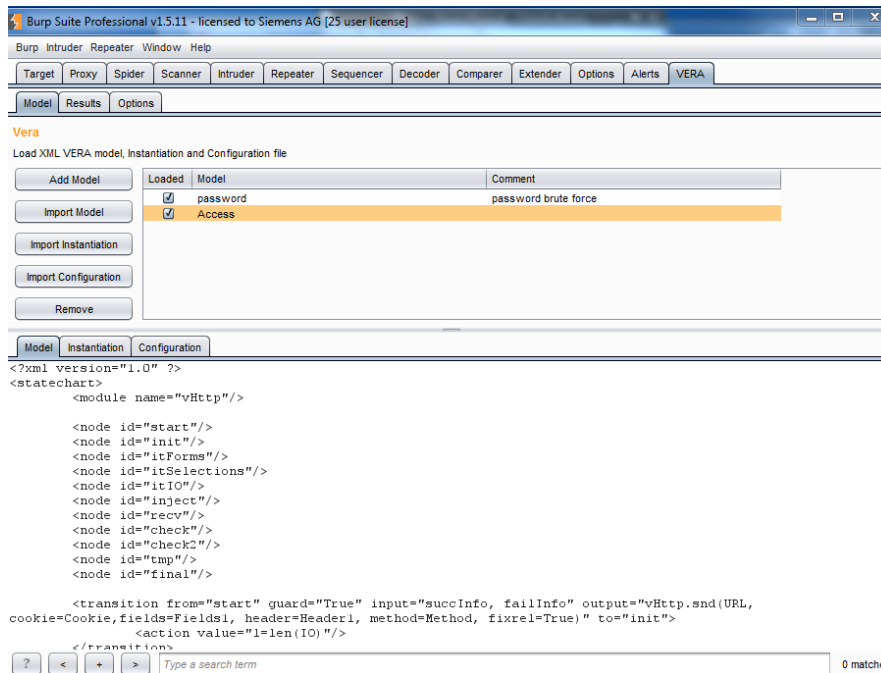 Burp Suite Professional v1.5.11 - licensed to Siemens AG [25 user license]
Burp Intruder Repeater Window Help
Target Proxy Spider Scanner Intruder Repeater Sequencer Decoder Comparer Extender Options Alerts VERA
Model Results Options
Vera
Load XML VERA model, Instantiation and Configuration file
Add Model
Import Model
Import Instantiation
Import Configuration
Remove
Loaded Model Comment
password password brute force
Access
Model Instantiation Configuration
<?xml version="1.0" ?>
<statechart>
<module name="vHttp"/>
<node id="start"/>
<node id="init"/>
<node id="itForms"/>
<node id="itSelections"/>
<node id="itIO"/>
<node id="inject"/>
<node id="recv"/>
<node id="check"/>
<node id="check2"/>
<node id="tmp"/>
<node id="final"/>
<transition from="start" guard="True" input="succInfo, failInfo" output="vHttp.snd(URL,
cookie=Cookie,fields=Fields1, header=Header1, method=Method, fixrel=True)" to="init">
<action value="l=len(IO)"/>
</transition>
? < + > Type a search term 0 matche